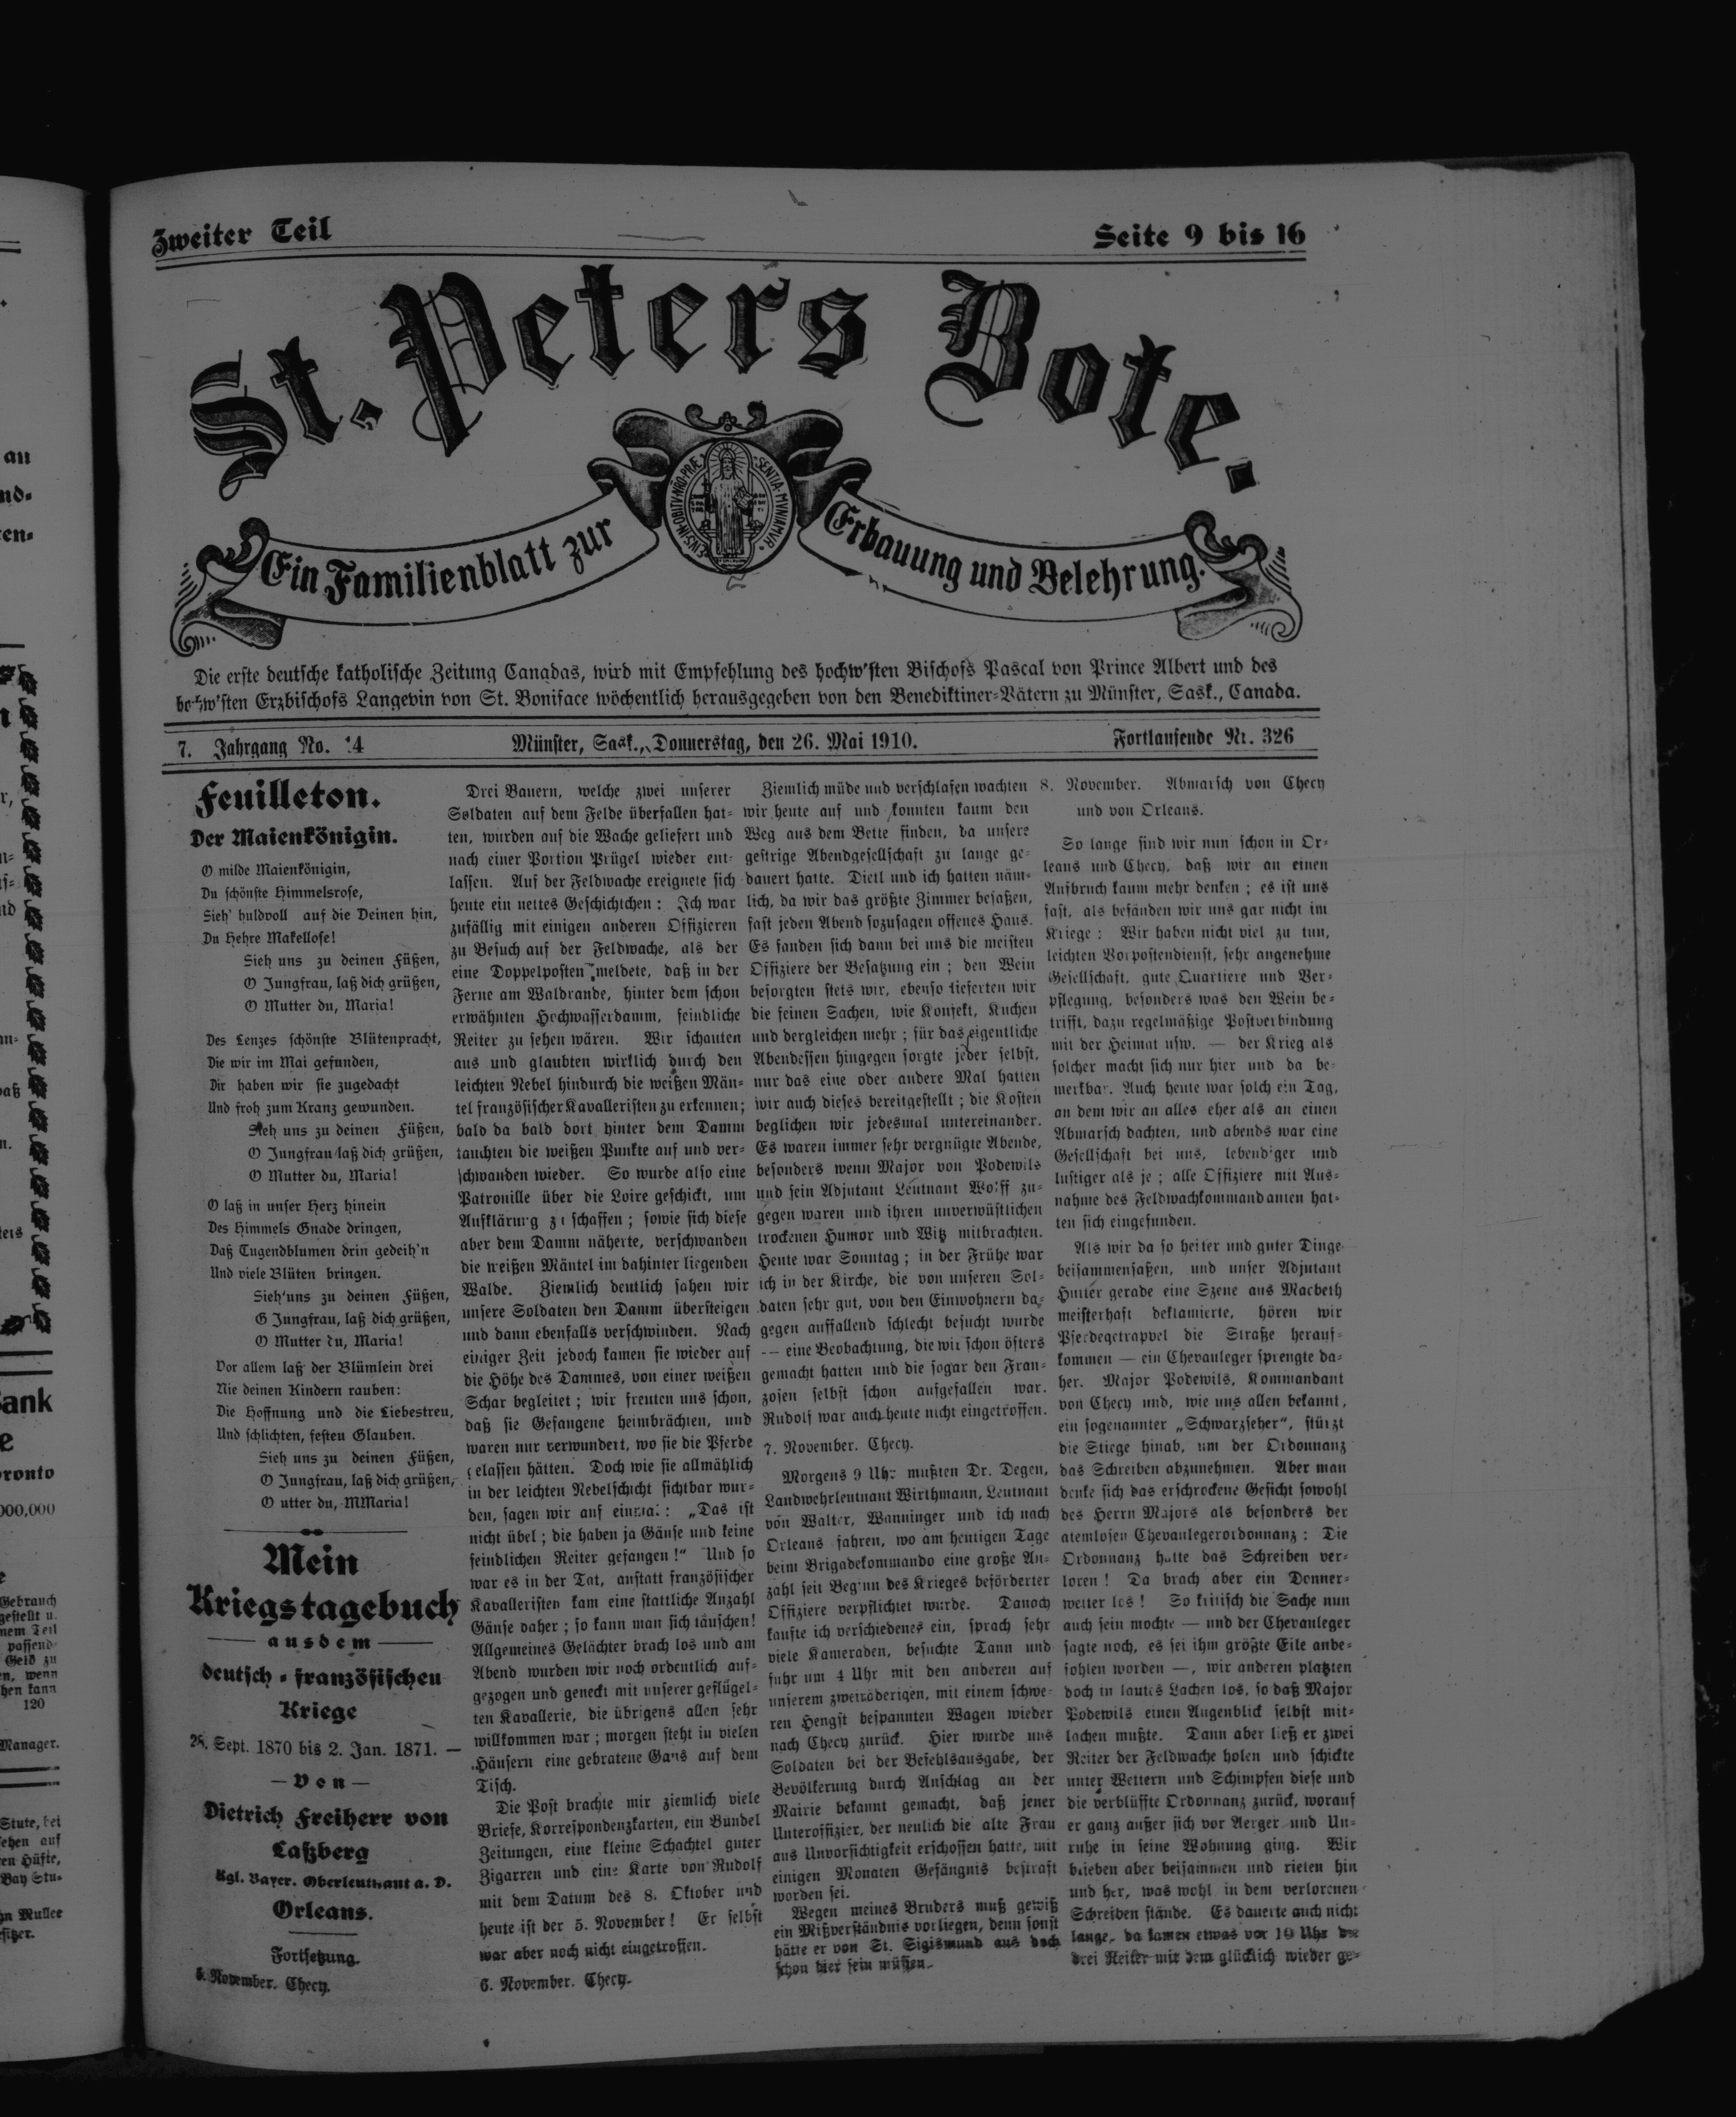 Zweiter Teil
Seite 9 bis 16
St. Peters Bote.
Ein Familienblatt zur Erbauung und Belehrung.
Die erste deutsche katholische Zeitung Canadas, wird mit Empfehlung des hochw'sten Bischofs Pascal von Prince Albert und des
hochw'sten Erzbischofs Langevin von St. Boniface wöchentlich herausgegeben von den Benediktiner-Vätern zu Münster, Sask., Canada.
7. Jahrgang No. 14
Münster, Sask., Donnerstag, den 26. Mai 1910.
Fortlaufende Nr. 326
Feuilleton.
Der Maienkönigin.
O milde Maienkönigin,
Du schönste Himmelsrose,
Sieh' huldvoll auf die Deinen hin,
Du Hehre Makellose!
Sieh uns zu deinen Füßen,
O Jungfrau, laß dich grüßen,
O Mutter du, Maria!
Des Lenzes schönste Blütenpracht,
Die wir im Mai gefunden,
Dir haben wir sie zugedacht
Und froh zum Kranz gewunden.
Sieh uns zu deinen Füßen,
O Jungfrau laß dich grüßen,
O Mutter du, Maria!
O laß in unser Herz hinein
Des Himmels Gnade dringen,
Daß Tugendblumen drin gedeih'n
Und viele Blüten bringen.
Sieh'uns zu deinen Füßen,
G Jungfrau, laß dich grüßen,
O Mutter du, Maria!
Vor allem laß der Blümlein drei
Nie deinen Kindern rauben:
Die Hoffnung und die Liebestreu,
Und schlichten, festen Glauben.
Sieh uns zu deinen Füßen,
O Jungfrau, laß dich grüßen,
O utter du, MMaria!
Mein
Kriegstagebuch
aus dem
deutsch-französischen
Kriege
28. Sept. 1870 bis 2. Jan. 1871. —
— Von —
Dietrich Freiherr von
Laßberg
Kgl. Bayer. Oberleutnant a. D.
Orleans.
Fortsetzung.
5. November. Checy.
Drei Bauern, welche zwei unserer
Soldaten auf dem Felde überfallen hat-
ten, wurden auf die Wache geliefert und
nach einer Portion Prügel wieder ent-
lassen. Auf der Feldwache ereignete sich
heute ein nettes Geschichtchen: Ich war
zufällig mit einigen anderen Offizieren
zu Besuch auf der Feldwache, als der
eine Doppelposten meldete, daß in der
Ferne am Waldrande, hinter dem schon
erwähnten Hochwasserdamm, feindliche
Reiter zu sehen wären. Wir schauten
aus und glaubten wirklich durch den
leichten Nebel hindurch die weißen Män-
tel französischer Kavalleristen zu erkennen;
bald da bald dort hinter dem Damm
tauchten die weißen Punkte auf und ver-
schwanden wieder. So wurde also eine
Patrouille über die Loire geschickt, um
Aufklärung zu schaffen; sowie sich diese
aber dem Damm näherte, verschwanden
die weißen Mäntel im dahinter liegenden
Walde. Ziemlich deutlich sahen wir
unsere Soldaten den Damm übersteigen
und dann ebenfalls verschwinden. Nach
einiger Zeit jedoch kamen sie wieder auf
die Höhe des Dammes, von einer weißen
Schar begleitet; wir freuten uns schon,
daß sie Gefangene heimbrächten, und
waren nur verwundert, wo sie die Pferde
gelassen hätten. Doch wie sie allmählich
in der leichten Nebelschicht sichtbar wur-
den, sagen wir auf einmal: „Das ist
nicht übel; die haben ja Gänse und keine
feindlichen Reiter gefangen!" Und so
war es in der Tat, anstatt französischer
Kavalleristen kam eine stattliche Anzahl
Gänse daher; so kann man sich täuschen!
Allgemeines Gelächter brach los und am
Abend wurden wir noch ordentlich auf-
gezogen und geneckt mit unserer geflügel-
ten Kavallerie, die übrigens allen sehr
willkommen war; morgen steht in vielen
Häusern eine gebratene Gans auf dem
Tisch.
Die Post brachte mir ziemlich viele
Briefe, Korrespondenzkarten, ein Bündel
Zeitungen, eine kleine Schachtel guter
Zigarren und eine Karte von Rudolf
mit dem Datum des 8. Oktober und
heute ist der 5. November! Er selbst
war aber noch nicht eingetroffen.
6. November. Checy.
Ziemlich müde und verschlafen wachten
wir heute auf und konnten kaum den
Weg aus dem Bette finden, da unsere
gestrige Abendgesellschaft zu lange ge-
dauert hatte. Dietl und ich hatten näm-
lich, da wir das größte Zimmer besaßen,
fast jeden Abend sozusagen offenes Haus.
Es fanden sich dann bei uns die meisten
Offiziere der Besatzung ein; den Wein
besorgten stets wir, ebenso lieferten wir
die feinen Sachen, wie Konfekt, Kuchen
und dergleichen mehr; für das eigentliche
Abendessen hingegen sorgte jeder selbst,
nur das eine oder andere Mal hatten
wir auch dieses bereitgestellt; die Kosten
beglichen wir jedesmal untereinander.
Es waren immer sehr vergnügte Abende,
besonders wenn Major von Podewils
und sein Adjutant Leutnant Wolff zu-
gegen waren und ihren unverwüstlichen
trockenen Humor und Witz mitbrachten.
Heute war Sonntag; in der Frühe war
ich in der Kirche, die von unseren Sol-
daten sehr gut, von den Einwohnern da-
gegen auffallend schlecht besucht wurde
— eine Beobachtung, die wir schon öfters
gemacht hatten und die sogar den Fran-
zosen selbst schon aufgefallen war.
Rudolf war auch heute nicht eingetroffen.
7. November. Checy.
Morgens 9 Uhr mußten Dr. Degen,
Landwehrleutnant Wirthmann, Leutnant
von Walter, Wanninger und ich nach
Orleans fahren, wo am heutigen Tage
beim Brigadekommando eine große An-
zahl seit Beginn des Krieges beförderter
Offiziere verpflichtet wurde. Danach
kaufte ich verschiedenes ein, sprach sehr
viele Kameraden, besuchte Tann und
fuhr um 4 Uhr mit den anderen auf
unserem zweiräderigen, mit einem schwe-
ren Hengst bespannten Wagen wieder
nach Checy zurück. Hier wurde uns
Soldaten bei der Befehlsausgabe, der
Bevölkerung durch Anschlag an der
Mairie bekannt gemacht, daß jener
Unteroffizier, der neulich die alte Frau
aus Unvorsichtigkeit erschossen hatte, mit
einigen Monaten Gefängnis bestraft
worden sei.
Wegen meines Bruders muß gewiß
ein Mißverständnis vorliegen, denn sonst
hätte er von St. Sigismund aus doch
schon hier sein müssen.
8. November. Abmarsch von Checy
und von Orleans.
So lange sind wir nun schon in Or-
leans und Checy, daß wir an einen
Aufbruch kaum mehr denken; es ist uns
fast, als befänden wir uns gar nicht im
Kriege: Wir haben nicht viel zu tun,
leichten Vorpostendienst, sehr angenehme
Gesellschaft, gute Quartiere und Ver-
pflegung, besonders was den Wein be-
trifft, dazu regelmäßige Postverbindung
mit der Heimat usw. — der Krieg als
solcher macht sich nur hier und da be-
merkbar. Auch heute war solch ein Tag,
an dem wir an alles eher als an einen
Abmarsch dachten, und abends war eine
Gesellschaft bei uns, lebendiger und
lustiger als je; alle Offiziere mit Aus-
nahme des Feldwachkommandanten hat-
ten sich eingefunden.
Als wir da so heiter und guter Dinge
beisammensaßen, und unser Adjutant
Hutter gerade eine Szene aus Macbeth
meisterhaft deklamierte, hören wir
Pferdegetrappel die Straße herauf-
kommen — ein Chevauleger sprengte da-
her. Major Podewils, Kommandant
von Checy und, wie uns allen bekannt,
ein sogenannter „Schwarzseher", stürzt
die Stiege hinab, um der Ordonnanz
das Schreiben abzunehmen. Aber man
denke sich das erschrockene Gesicht sowohl
des Herrn Majors als besonders der
atemlosen Chevaulegerordonnanz: Die
Ordonnanz hatte das Schreiben ver-
loren! Da brach aber ein Donner-
wetter los! So kritisch die Sache nun
auch sein mochte — und der Chevauleger
sagte noch, es sei ihm größte Eile anbe-
fohlen worden —, wir anderen platzten
doch in lautes Lachen los, so daß Major
Podewils einen Augenblick selbst mit-
lachen mußte. Dann aber ließ er zwei
Reiter der Feldwache holen und schickte
unter Wettern und Schimpfen diese und
die verblüffte Ordonnanz zurück, worauf
er ganz außer sich vor Aerger und Un-
ruhe in seine Wohnung ging. Wir
blieben aber beisammen und rieten hin
und her, was wohl in dem verlorenen
Schreiben stände. Es dauerte auch nicht
lange, da kamen etwas vor 10 Uhr die
drei Reiter mit dem glücklich wieder ge-